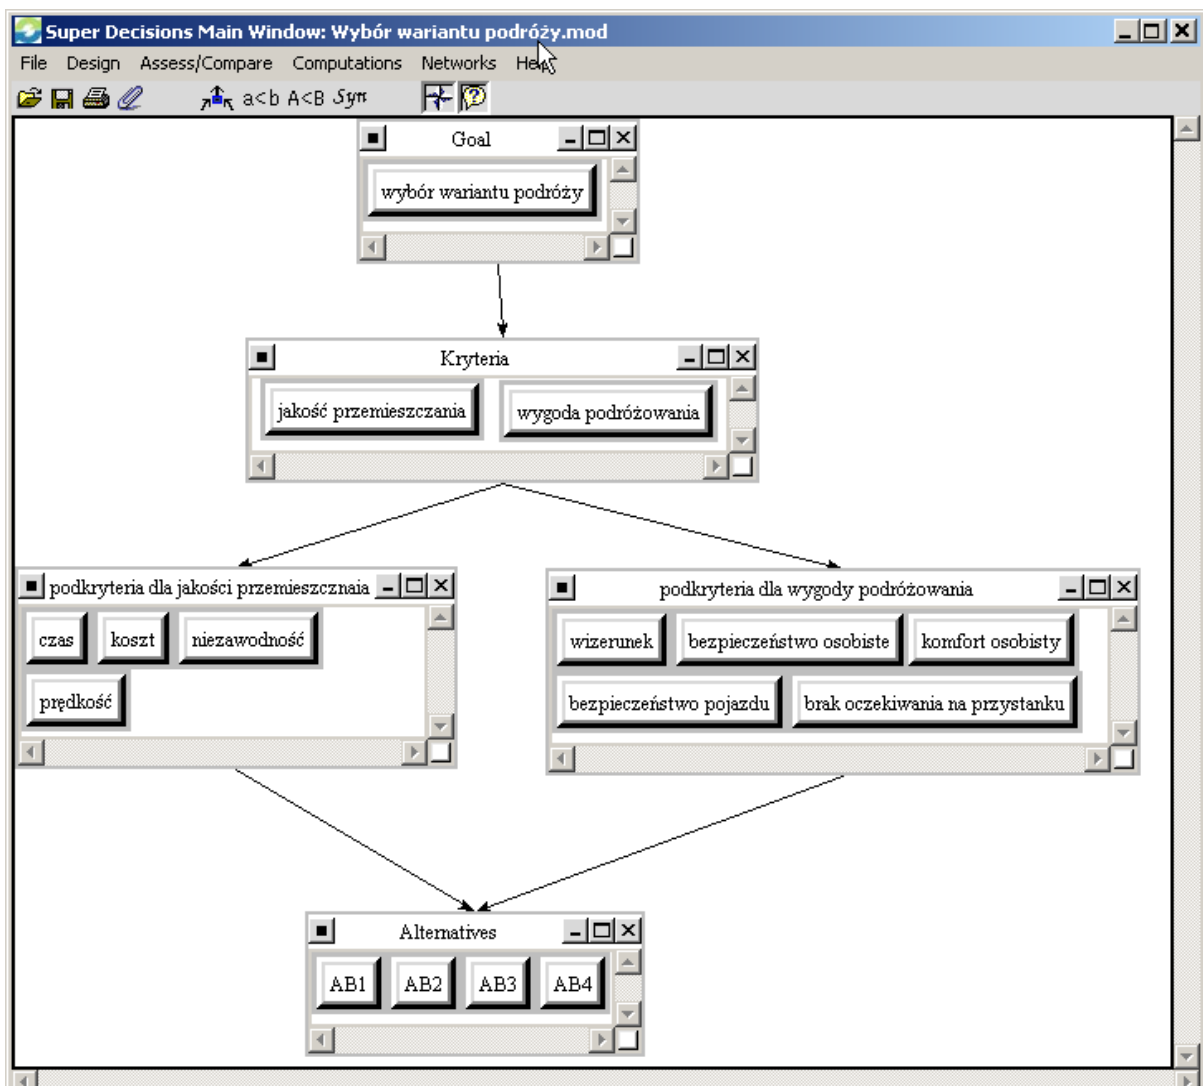 Super Decisions Main Window: Wybór wariantu podróży.mod
File Design Assess/Compare Computations Networks Help
a<b A<B Syn
Goal
wybór wariantu podróży
Kryteria
jakość przemieszczania wygoda podróżowania
podkryteria dla jakości przemieszcznaia
czas koszt niezawodność
prędkość
podkryteria dla wygody podróżowania
wizerunek bezpieczeństwo osobiste komfort osobisty
bezpieczeństwo pojazdu brak oczekiwania na przystanku
Alternatives
AB1 AB2 AB3 AB4